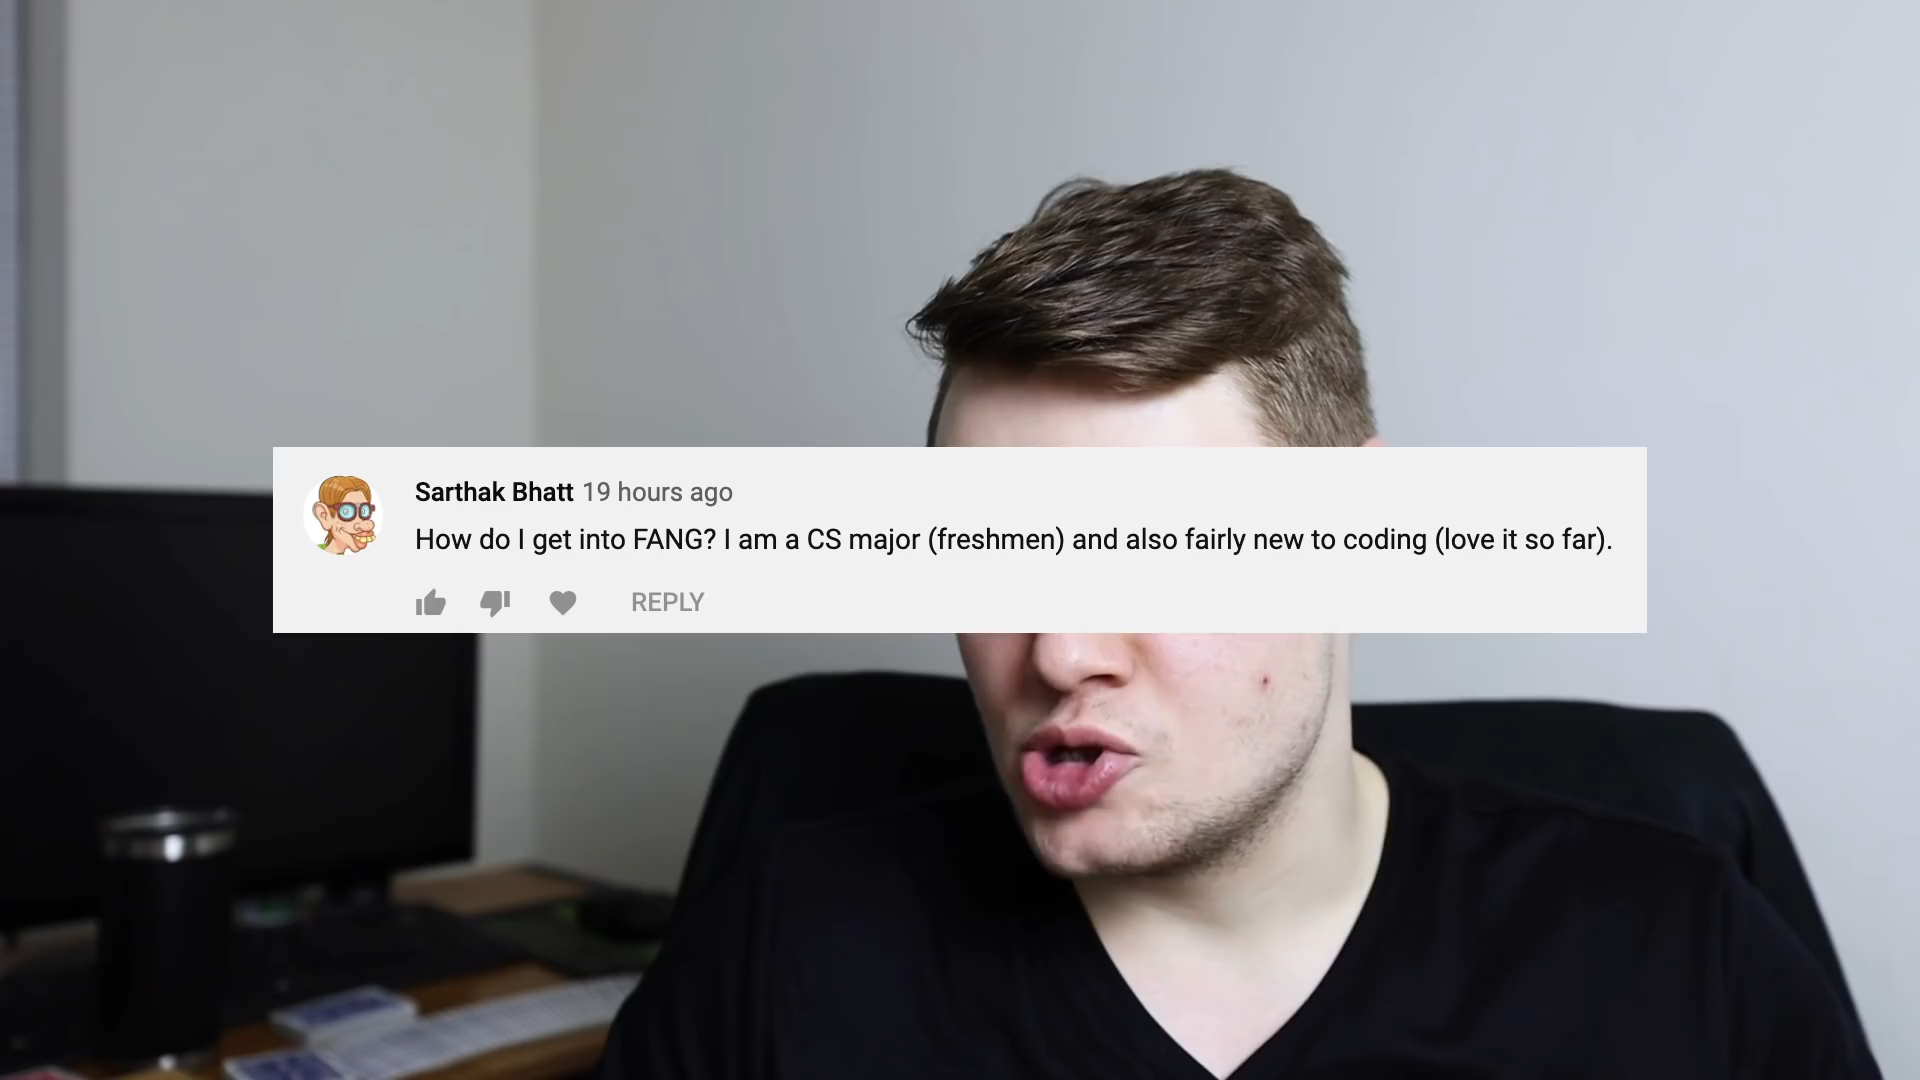 Sarthak Bhatt 19 hours ago
How do I get into FANG? I am a CS major (freshmen) and also fairly new to coding (love it so far).
REPLY